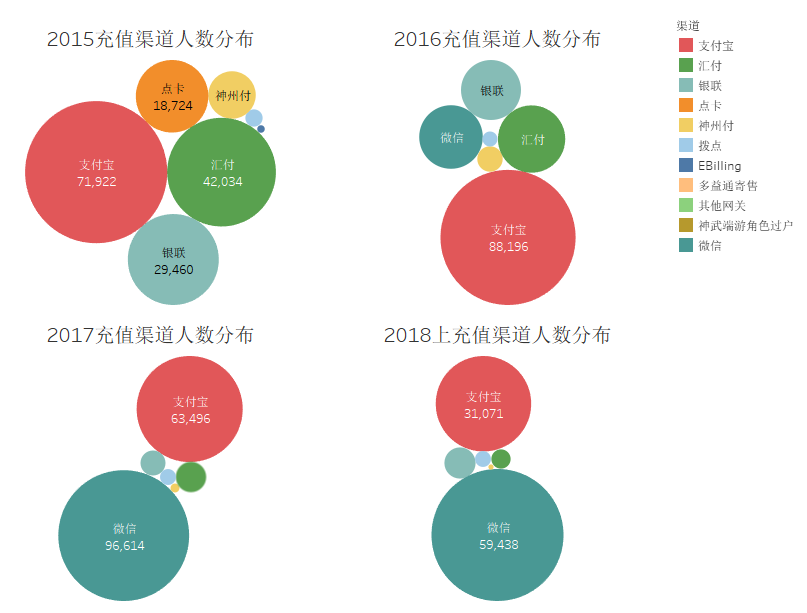 2015充值渠道人数分布
点卡
18,724
神州付
支付宝
71,922
汇付
42,034
银联
29,460
2016充值渠道人数分布
银联
微信
汇付
支付宝
88,196
渠道
支付宝
汇付
银联
点卡
神州付
拨点
EBilling
多益通寄售
其他网关
神武端游角色过户
微信
2017充值渠道人数分布
支付宝
63,496
微信
96,614
2018上充值渠道人数分布
支付宝
31,071
微信
59,438